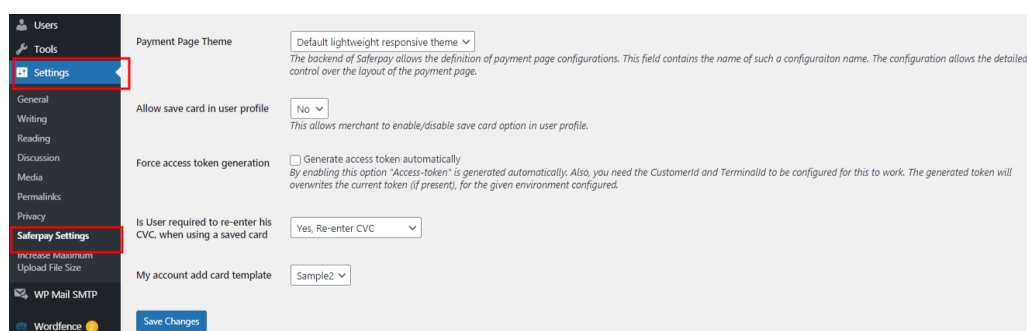 Users
Tools
Settings
General
Writing
Reading
Discussion
Media
Permalinks
Privacy
Saferpay Settings
Increase Maximum
Upload File Size
WP Mail SMTP
Wordfence 2
Payment Page Theme
Default lightweight responsive theme
The backend of Saferpay allows the definition of payment page configurations. This field contains the name of such a configuraiton name. The configuration allows the detailed
control over the layout of the payment page.
Allow save card in user profile
No
This allows merchant to enable/disable save card option in user profile.
Force access token generation
Generate access token automatically
By enabling this option "Access-token" is generated automatically. Also, you need the CustomerId and TerminalId to be configured for this to work. The generated token will
overwrites the current token (if present), for the given environment configured.
Is User required to re-enter his
CVC, when using a saved card
Yes, Re-enter CVC
My account add card template
Sample2
Save Changes